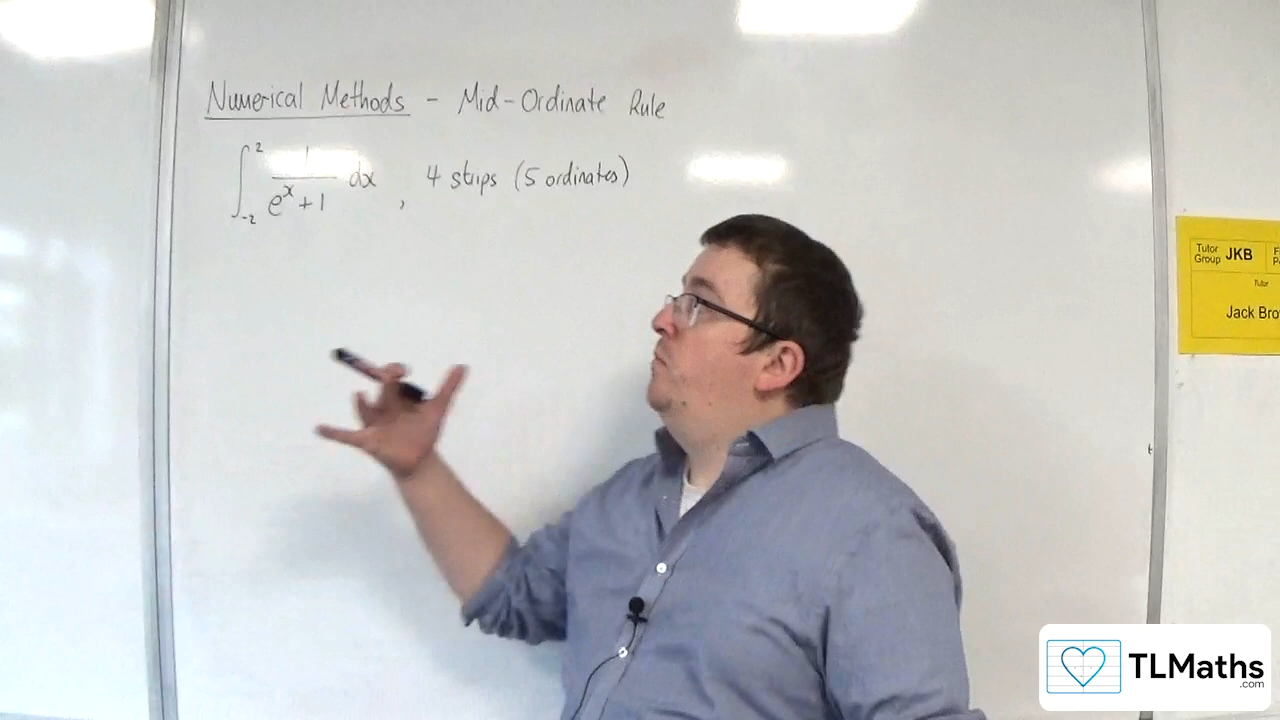 Numerical Methods - Mid-Ordinate Rule
∫₋₂² 1/(eˣ+1) dx , 4 strips (5 ordinates)
Tutor Group JKB
Tutor
Jack Bro
TLMaths
.com